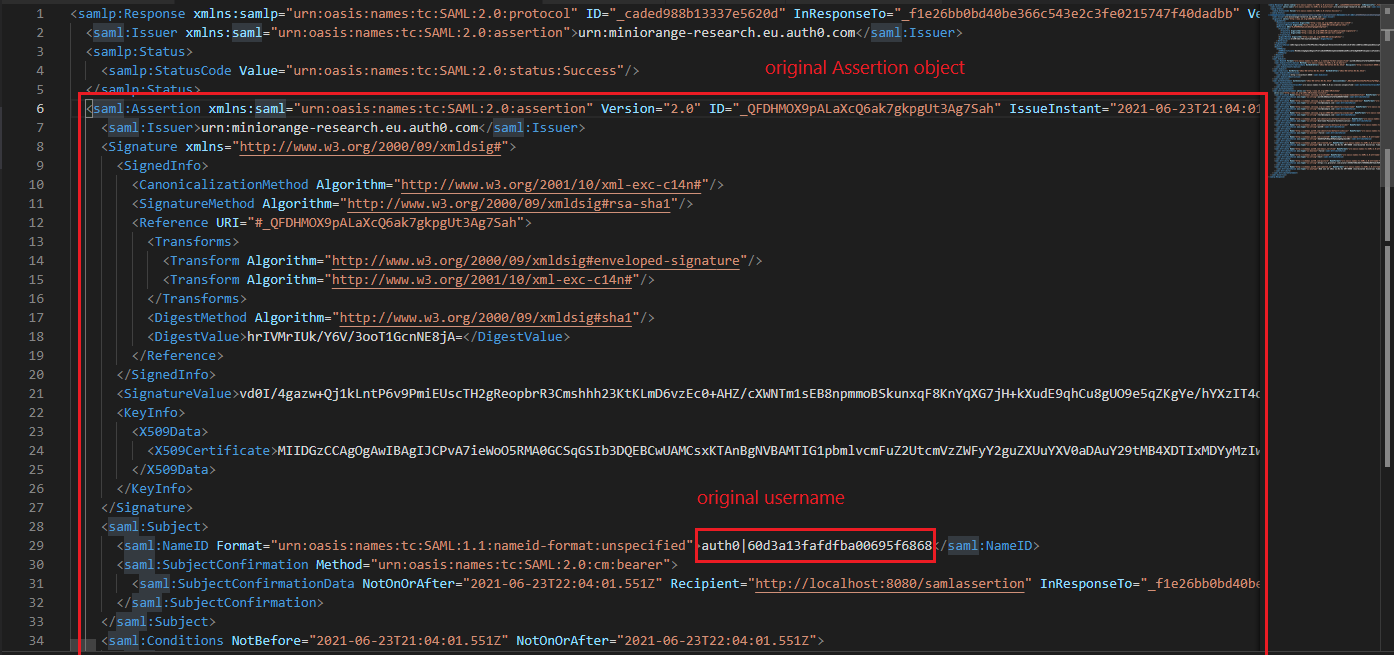 1 <samlp:Response xmlns:samlp="urn:oasis:names:tc:SAML:2.0:protocol" ID="_caded988b13337e5620d" InResponseTo="_f1e26bb0bd40be366c543e2c3fe0215747f40dadbb" Ve
2 <saml:Issuer xmlns:saml="urn:oasis:names:tc:SAML:2.0:assertion">urn:miniorange-research.eu.auth0.com</saml:Issuer>
3 <samlp:Status>
4 <samlp:StatusCode Value="urn:oasis:names:tc:SAML:2.0:status:Success"/>
original Assertion object
5 </samlp:Status>
6 <saml:Assertion xmlns:saml="urn:oasis:names:tc:SAML:2.0:assertion" Version="2.0" ID="_QFDHMOX9pALaXcQ6ak7gkpgUt3Ag7Sah" IssueInstant="2021-06-23T21:04:01
7 <saml:Issuer>urn:miniorange-research.eu.auth0.com</saml:Issuer>
8 <Signature xmlns="http://www.w3.org/2000/09/xmldsig#">
9 <SignedInfo>
10 <CanonicalizationMethod Algorithm="http://www.w3.org/2001/10/xml-exc-c14n#"/>
11 <SignatureMethod Algorithm="http://www.w3.org/2000/09/xmldsig#rsa-sha1"/>
12 <Reference URI="#_QFDHMOX9pALaXcQ6ak7gkpgUt3Ag7Sah">
13 <Transforms>
14 <Transform Algorithm="http://www.w3.org/2000/09/xmldsig#enveloped-signature"/>
15 <Transform Algorithm="http://www.w3.org/2001/10/xml-exc-c14n#"/>
16 </Transforms>
17 <DigestMethod Algorithm="http://www.w3.org/2000/09/xmldsig#sha1"/>
18 <DigestValue>hrIVMrIUk/Y6V/3ooT1GcnNE8jA=</DigestValue>
19 </Reference>
20 </SignedInfo>
21 <SignatureValue>vd0I/4gazw+Qj1kLntP6v9PmiEUscTH2gReopbrR3Cmshhh23KtKLmD6vzEc0+AHZ/cXWNTm1sEB8npmmoBSkunxqF8KnYqXG7jH+kXudE9qhCu8gUO9e5qZKgYe/hYXzIT4c
22 <KeyInfo>
23 <X509Data>
24 <X509Certificate>MIIDGzCCAgOgAwIBAgIJCPvA7ieWoO5RMA0GCSqGSIb3DQEBCwUAMCsxKTAnBgNVBAMTIG1pbmlvcmFuZ2UtcmVzZWFyY2guZXUuYXV0aDAuY29tMB4XDTIxMDYyMzIw
25 </X509Data>
26 </KeyInfo>
original username
27 </Signature>
28 <saml:Subject>
29 <saml:NameID Format="urn:oasis:names:tc:SAML:1.1:nameid-format:unspecified">auth0|60d3a13fafdfba00695f6868</saml:NameID>
30 <saml:SubjectConfirmation Method="urn:oasis:names:tc:SAML:2.0:cm:bearer">
31 <saml:SubjectConfirmationData NotOnOrAfter="2021-06-23T22:04:01.551Z" Recipient="http://localhost:8080/samlassertion" InResponseTo="_f1e26bb0bd40be
32 </saml:SubjectConfirmation>
33 </saml:Subject>
34 <saml:Conditions NotBefore="2021-06-23T21:04:01.551Z" NotOnOrAfter="2021-06-23T22:04:01.551Z">